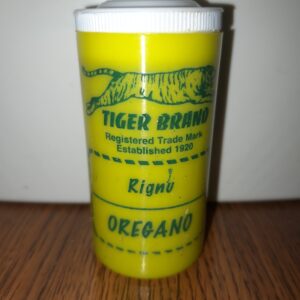 TIGER BRAND
Registered Trade Mark
Established 1920
Rignu
OREGANO